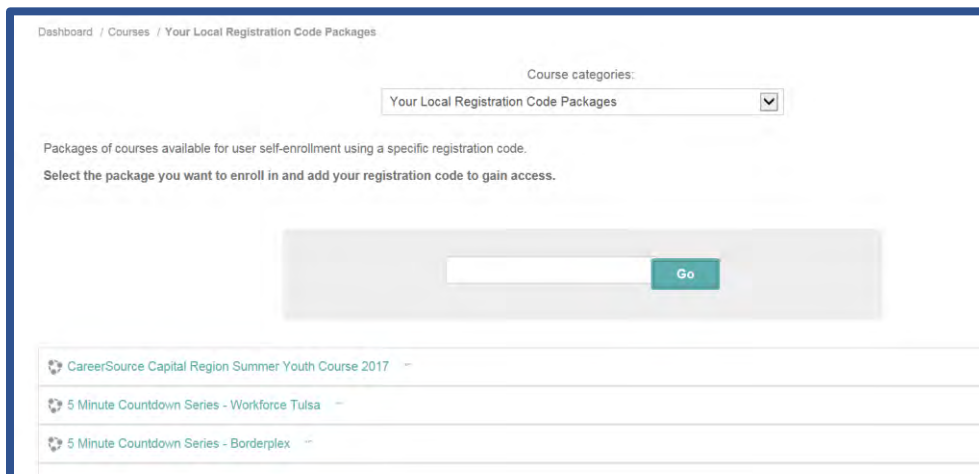 Dashboard / Courses / Your Local Registration Code Packages
Course categories:
Your Local Registration Code Packages
Packages of courses available for user self-enrollment using a specific registration code.
Select the package you want to enroll in and add your registration code to gain access.
Go
CareerSource Capital Region Summer Youth Course 2017
5 Minute Countdown Series - Workforce Tulsa
5 Minute Countdown Series - Borderplex